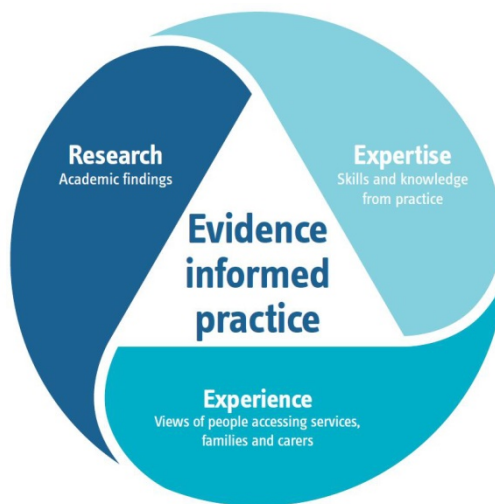 Research
Academic findings
Expertise
Skills and knowledge
from practice
Evidence
informed
practice
Experience
Views of people accessing services,
families and carers